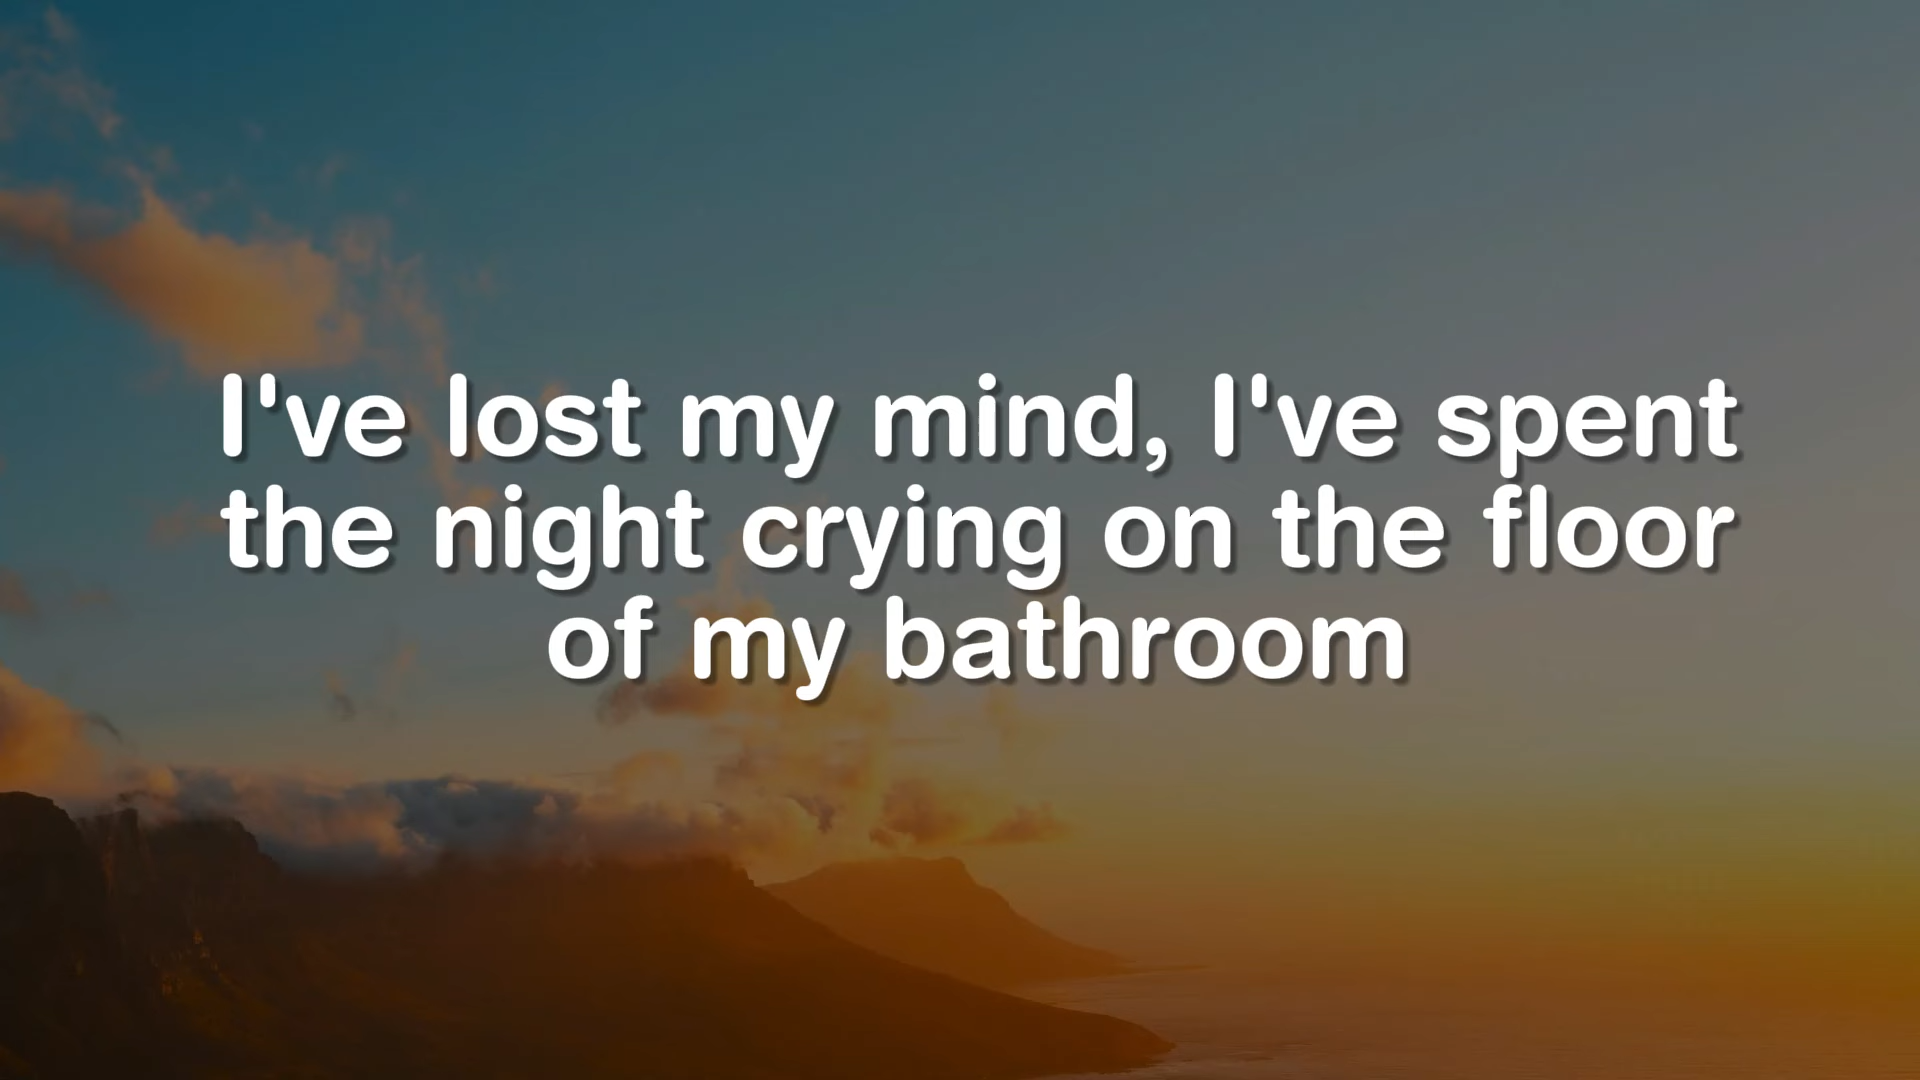 I've lost my mind, I've spent
the night crying on the floor
of my bathroom